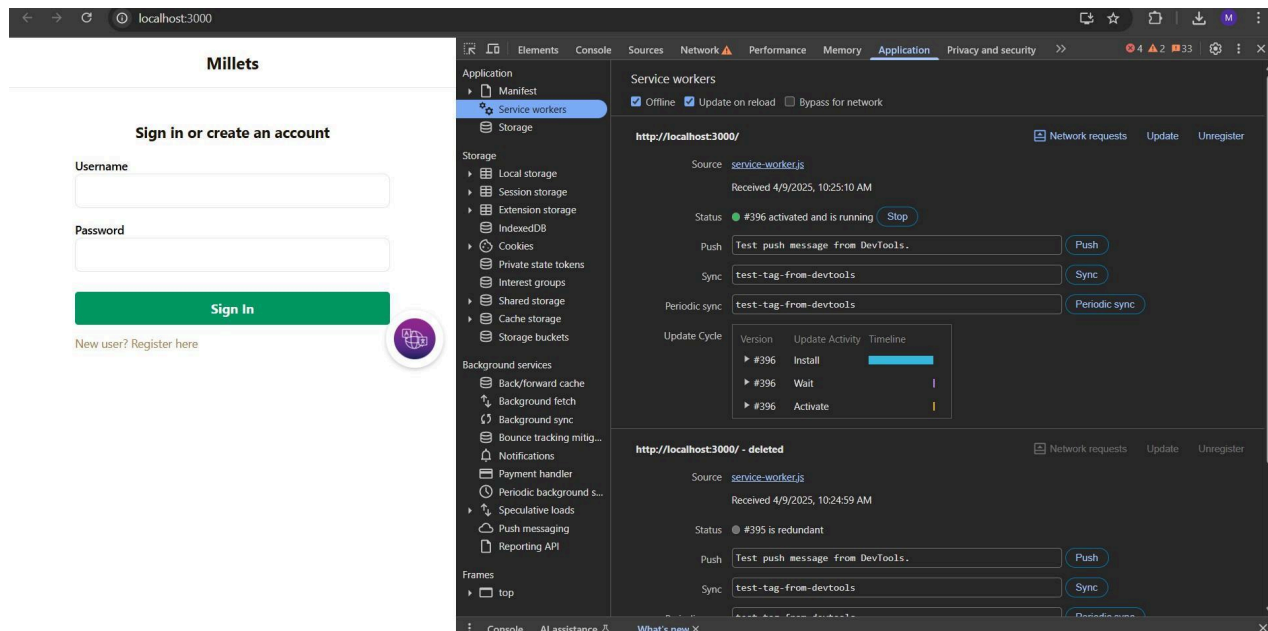 localhost:3000
M
Millets
Sign in or create an account
Username
Password
Sign In
New user? Register here
Elements Console Sources Network Performance Memory Application Privacy and security 4 2 33
Application
Manifest
Service workers
Storage
Storage
Local storage
Session storage
Extension storage
IndexedDB
Cookies
Private state tokens
Interest groups
Shared storage
Cache storage
Storage buckets
Background services
Back/forward cache
Background fetch
Background sync
Bounce tracking mitig...
Notifications
Payment handler
Periodic background s...
Speculative loads
Push messaging
Reporting API
Frames
top
Service workers
Offline Update on reload Bypass for network
http://localhost:3000/ Network requests Update Unregister
Source service-worker.js
Received 4/9/2025, 10:25:10 AM
Status #396 activated and is running Stop
Push Test push message from DevTools. Push
Sync test-tag-from-devtools Sync
Periodic sync test-tag-from-devtools Periodic sync
Update Cycle Version Update Activity Timeline
#396 Install
#396 Wait
#396 Activate
http://localhost:3000/ - deleted Network requests Update Unregister
Source service-worker.js
Received 4/9/2025, 10:24:59 AM
Status #395 is redundant
Push Test push message from DevTools. Push
Sync test-tag-from-devtools Sync
Console AI assistance What's new